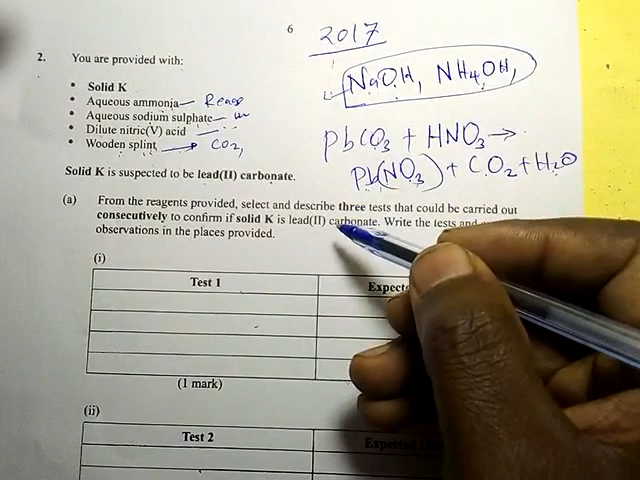 6
2017
2. You are provided with:
NaOH, NH4OH,
• Solid K
• Aqueous ammonia
• Aqueous sodium sulphate
• Dilute nitric(V) acid
• Wooden splint → CO2,
PbCO3 + HNO3 →
Pb(NO3) + CO2 + H2O
Solid K is suspected to be lead(II) carbonate.
(a) From the reagents provided, select and describe three tests that could be carried out
consecutively to confirm if solid K is lead(II) carbonate. Write the tests and
observations in the places provided.
(i)
Test 1
(1 mark)
(ii)
Test 2
Expected